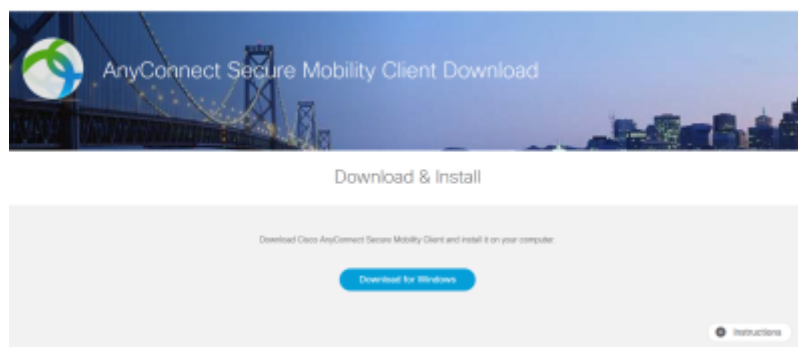 AnyConnect Secure Mobility Client Download
Download & Install
Download Cisco AnyConnect Secure Mobility Client and install it on your computer.
Download for Windows
Instructions